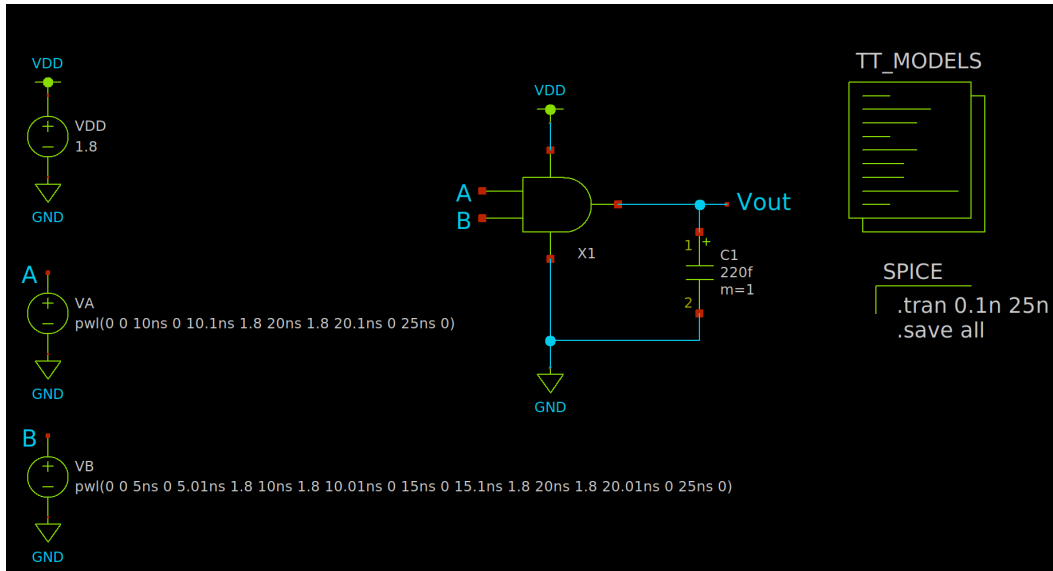 VDD
VDD
1.8
GND
A
VA
pwl(0 0 10ns 0 10.1ns 1.8 20ns 1.8 20.1ns 0 25ns 0)
GND
B
VB
pwl(0 0 5ns 0 5.01ns 1.8 10ns 1.8 10.01ns 0 15ns 0 15.1ns 1.8 20ns 1.8 20.01ns 0 25ns 0)
GND
VDD
A
B
X1
Vout
1
C1
220f
m=1
2
GND
TT_MODELS
SPICE
.tran 0.1n 25n
.save all